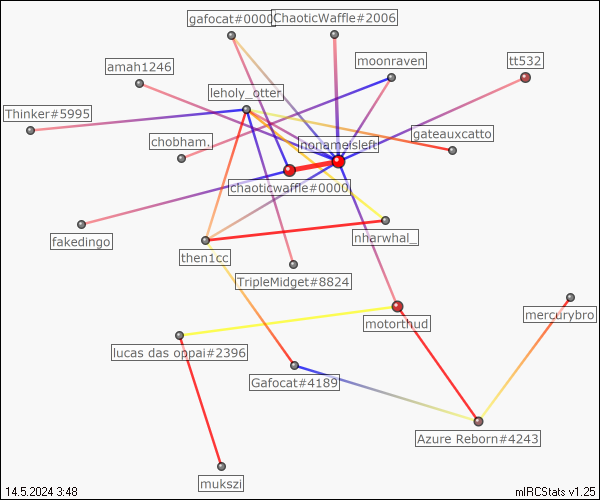 gafocat#0000
ChaoticWaffle#2006
amah1246
moonraven
tt532
leholy_otter
Thinker#5995
chobham.
nonameisleft
gateauxcatto
chaoticwaffle#0000
fakedingo
then1cc
nharwhal_
TripleMidget#8824
motorthud
mercurybro
lucas das oppai#2396
Gafocat#4189
Azure Reborn#4243
mukszi
14.5.2024 3:48
mIRCStats v1.25